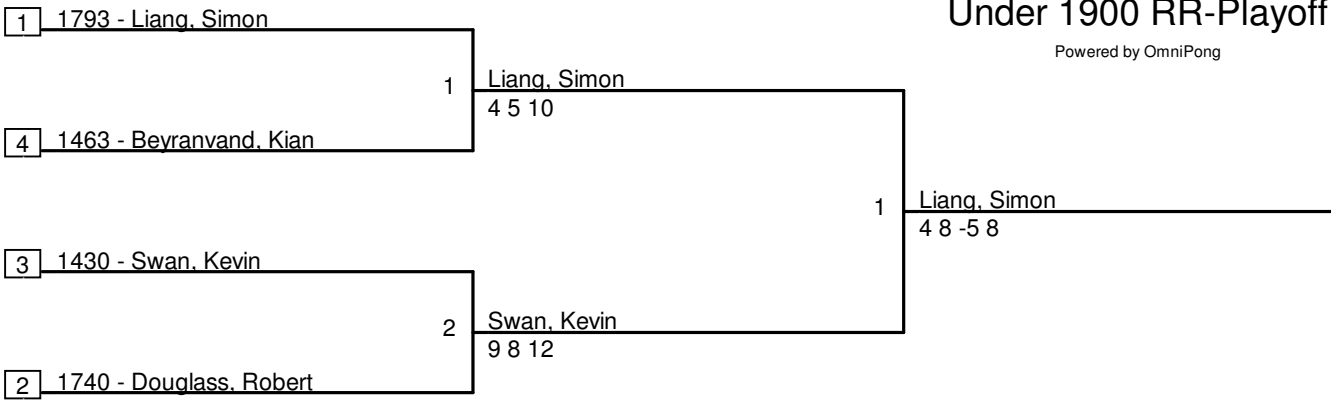 Under 1900 RR-Playoff
Powered by OmniPong
1 1793 - Liang, Simon
1 Liang, Simon
4 5 10
4 1463 - Beyranvand, Kian
1 Liang, Simon
4 8 -5 8
3 1430 - Swan, Kevin
2 Swan, Kevin
9 8 12
2 1740 - Douglass, Robert